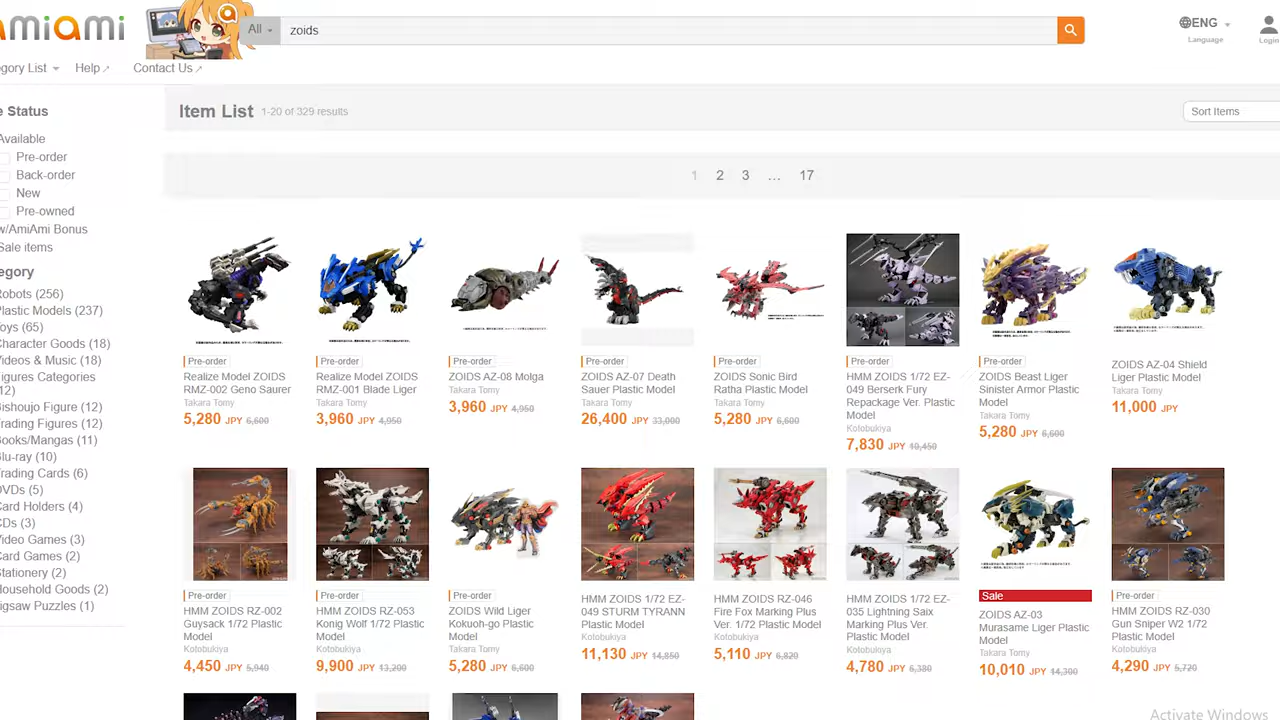 amiami
All
zoids
ENG
Language
Login
gory List
Help
Contact Us
Status
Available
Pre-order
Back-order
New
Pre-owned
w/AmiAmi Bonus
Sale items
egory
Robots (256)
Plastic Models (237)
Toys (65)
Character Goods (18)
Videos & Music (18)
Figures Categories
12)
Bishoujo Figure (12)
Trading Figures (12)
Books/Mangas (11)
Blu-ray (10)
Trading Cards (6)
DVDs (5)
Card Holders (4)
CDs (3)
Video Games (3)
Card Games (2)
Stationery (2)
Household Goods (2)
Jigsaw Puzzles (1)
Item List 1-20 of 329 results
Sort Items
1 2 3 … 17
Pre-order
Realize Model ZOIDS
RMZ-002 Geno Saurer
Takara Tomy
5,280 JPY 6,600
Pre-order
Realize Model ZOIDS
RMZ-001 Blade Liger
Takara Tomy
3,960 JPY 4,950
Pre-order
ZOIDS AZ-08 Molga
Takara Tomy
3,960 JPY 4,950
Pre-order
ZOIDS AZ-07 Death
Sauer Plastic Model
Takara Tomy
26,400 JPY 33,000
Pre-order
ZOIDS Sonic Bird
Ratha Plastic Model
Takara Tomy
5,280 JPY 6,600
Pre-order
HMM ZOIDS 1/72 EZ-
049 Berserk Fury
Repackage Ver. Plastic
Model
Kotobukiya
7,830 JPY 10,450
Pre-order
ZOIDS Beast Liger
Sinister Armor Plastic
Model
Takara Tomy
5,280 JPY 6,600
ZOIDS AZ-04 Shield
Liger Plastic Model
Takara Tomy
11,000 JPY
Pre-order
HMM ZOIDS RZ-002
Guysack 1/72 Plastic
Model
Kotobukiya
4,450 JPY 5,940
Pre-order
HMM ZOIDS RZ-053
Konig Wolf 1/72 Plastic
Model
Kotobukiya
9,900 JPY 13,200
Pre-order
ZOIDS Wild Liger
Kokuoh-go Plastic
Model
Takara Tomy
5,280 JPY 6,600
HMM ZOIDS 1/72 EZ-
049 STURM TYRANN
Plastic Model
Kotobukiya
11,130 JPY 14,850
HMM ZOIDS RZ-046
Fire Fox Marking Plus
Ver. 1/72 Plastic Model
Kotobukiya
5,110 JPY 6,820
HMM ZOIDS 1/72 EZ-
035 Lightning Saix
Marking Plus Ver.
Plastic Model
Kotobukiya
4,780 JPY 6,380
Sale
ZOIDS AZ-03
Murasame Liger Plastic
Model
Takara Tomy
10,010 JPY 14,300
Pre-order
HMM ZOIDS RZ-030
Gun Sniper W2 1/72
Plastic Model
Kotobukiya
4,290 JPY 5,720
Activate Windows